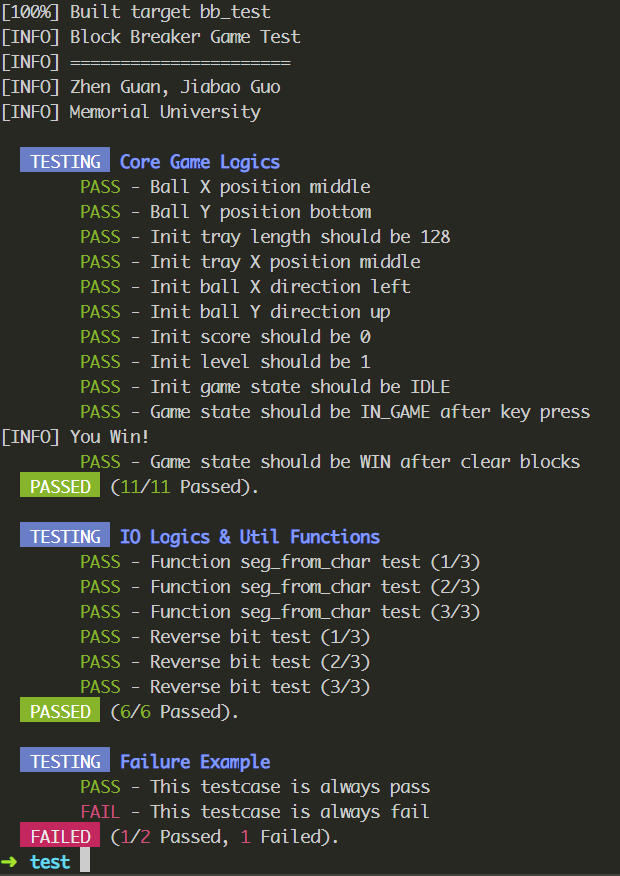 [100%] Built target bb_test
[INFO] Block Breaker Game Test
[INFO] ======================
[INFO] Zhen Guan, Jiabao Guo
[INFO] Memorial University
TESTING Core Game Logics
PASS - Ball X position middle
PASS - Ball Y position bottom
PASS - Init tray length should be 128
PASS - Init tray X position middle
PASS - Init ball X direction left
PASS - Init ball Y direction up
PASS - Init score should be 0
PASS - Init level should be 1
PASS - Init game state should be IDLE
PASS - Game state should be IN_GAME after key press
[INFO] You Win!
PASS - Game state should be WIN after clear blocks
PASSED (11/11 Passed).
TESTING IO Logics & Util Functions
PASS - Function seg_from_char test (1/3)
PASS - Function seg_from_char test (2/3)
PASS - Function seg_from_char test (3/3)
PASS - Reverse bit test (1/3)
PASS - Reverse bit test (2/3)
PASS - Reverse bit test (3/3)
PASSED (6/6 Passed).
TESTING Failure Example
PASS - This testcase is always pass
FAIL - This testcase is always fail
FAILED (1/2 Passed, 1 Failed).
➜ test